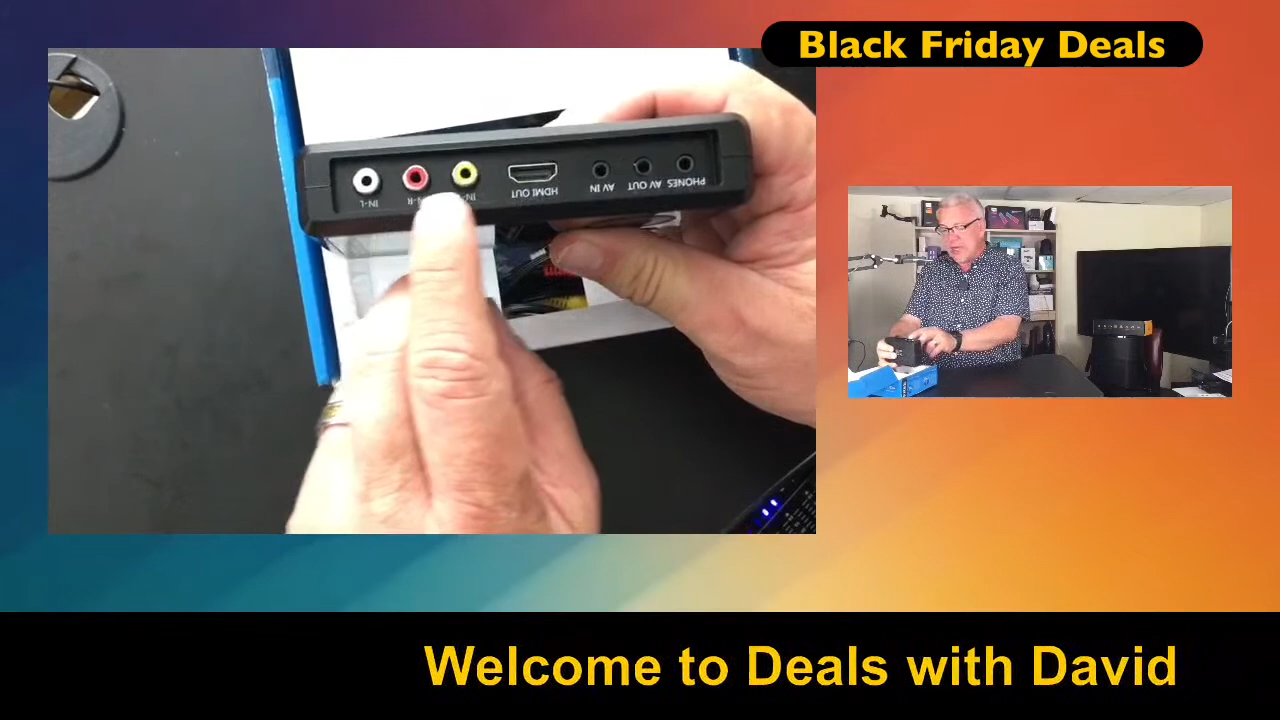 Black Friday Deals
IN-L
HDMI OUT
AV IN
AV OUT
PHONES
Welcome to Deals with David